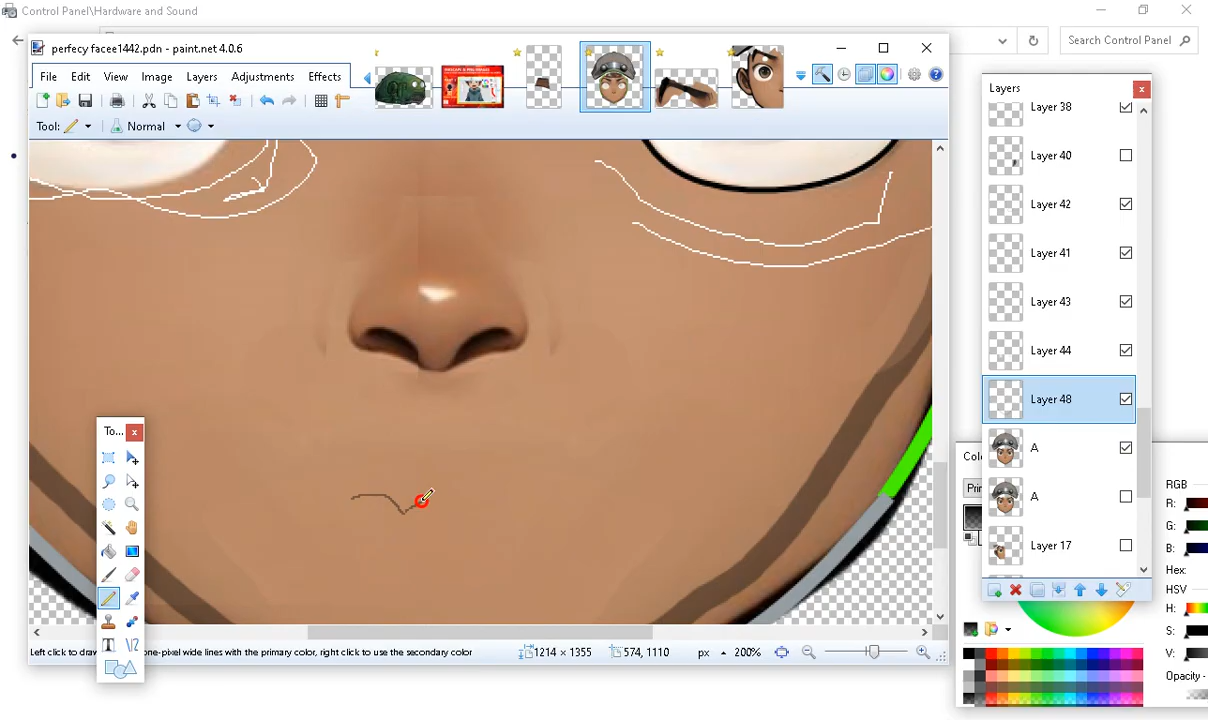 Control Panel\Hardware and Sound
Search Control Panel
perfecy facee1442.pdn - paint.net 4.0.6
File Edit View Image Layers Adjustments Effects
Tool: Normal
Layers
Layer 38
Layer 40
Layer 42
Layer 41
Layer 43
Layer 44
Layer 48
A
A
Layer 17
To...
Colo
Prin
RGB
R:
G:
B:
Hex:
HSV
H:
S:
V:
Opacity -
Left click to draw one-pixel wide lines with the primary color, right click to use the secondary color
1214 × 1355
574, 1110
px
200%